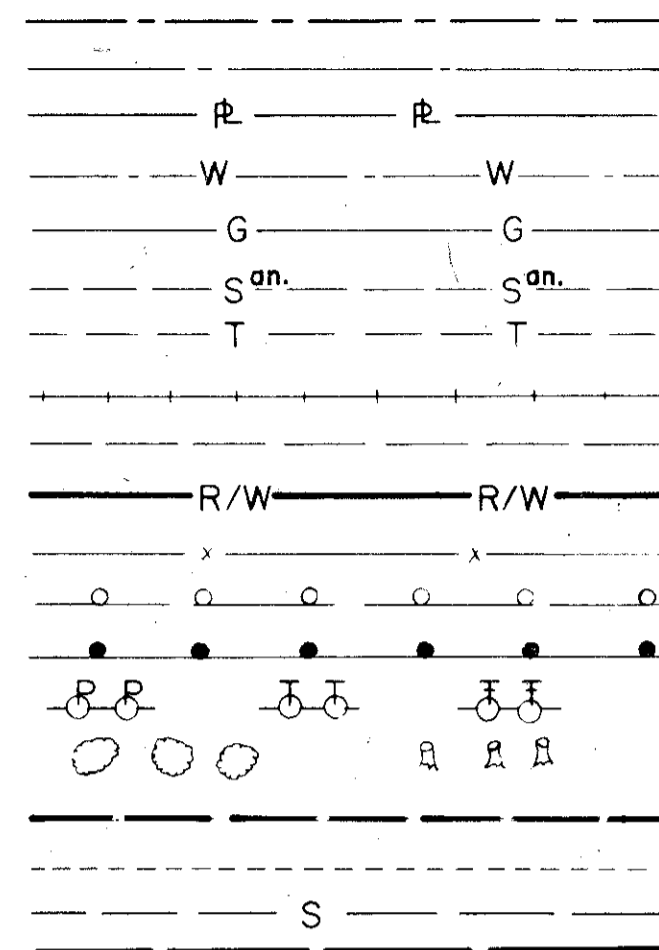 PL PL
W W
G G
San. San.
T T
R/W R/W
x x
P P T T T T
S